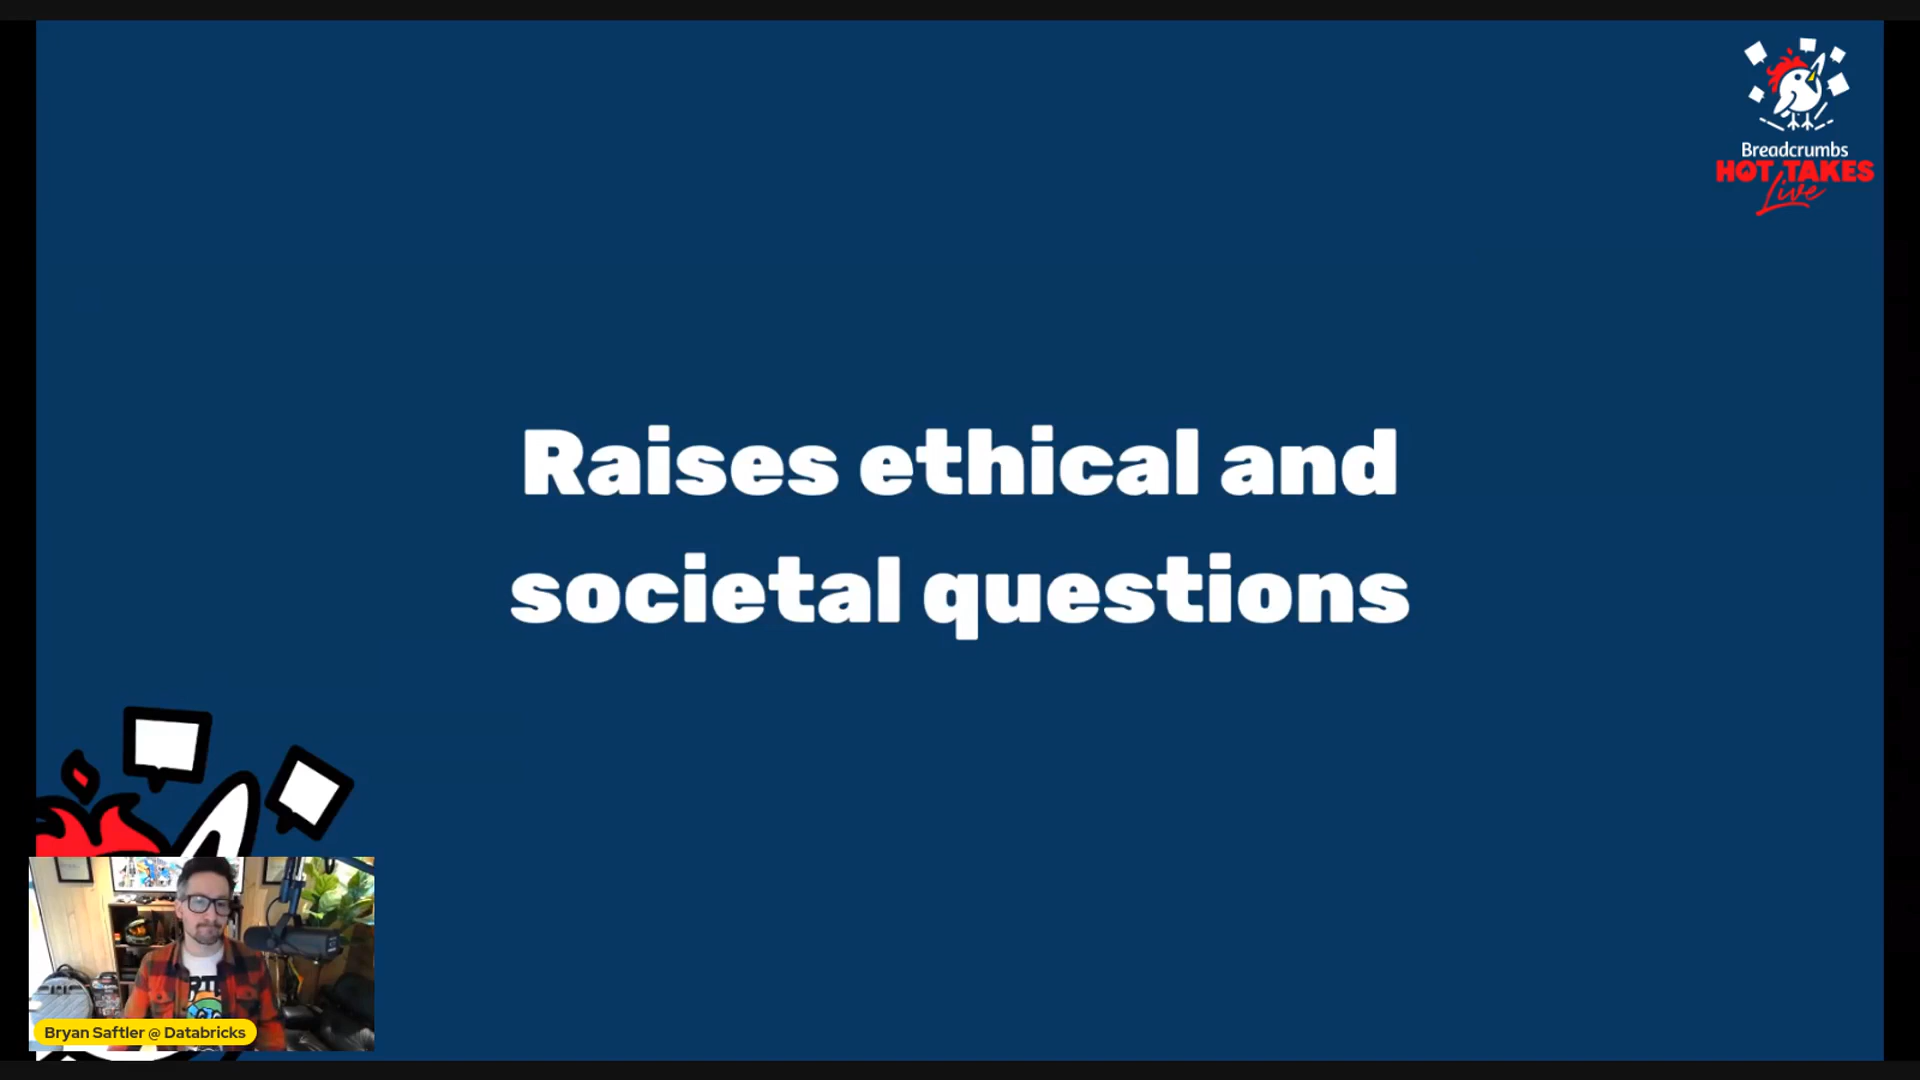 Breadcrumbs
HOT TAKES
Live
Raises ethical and
societal questions
Bryan Saftler @ Databricks